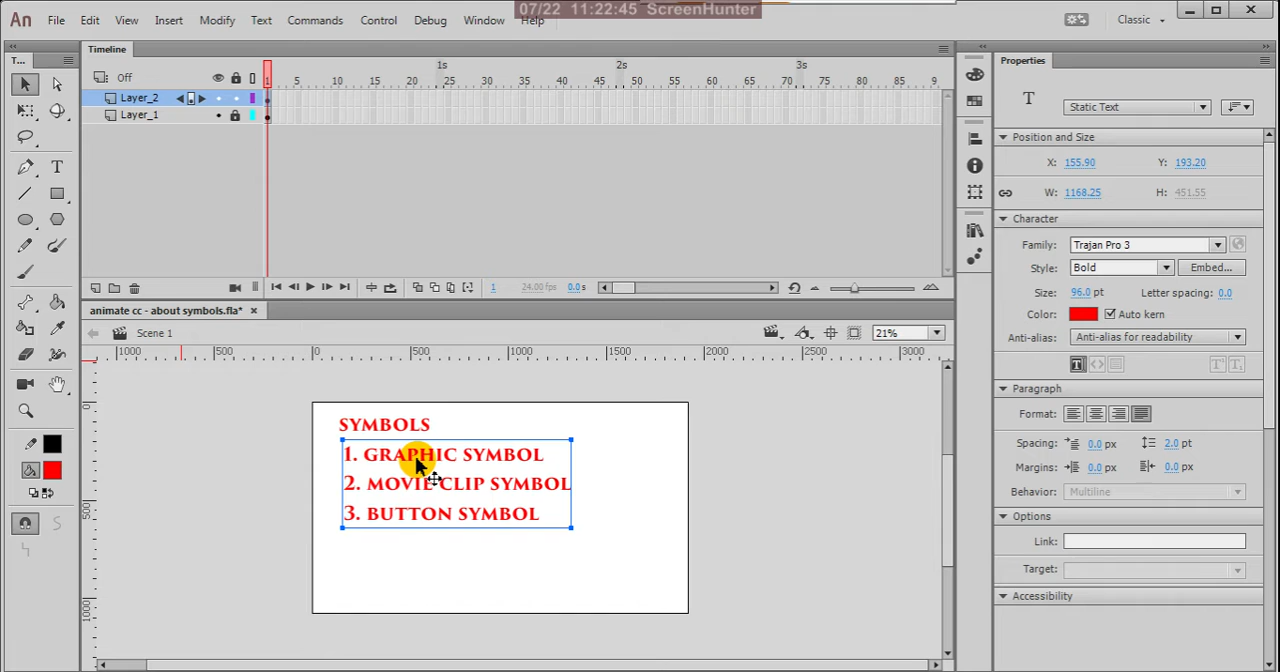 07/22 11:22:45 ScreenHunter
An File Edit View Insert Modify Text Commands Control Debug Window Help Classic
T...
Timeline
Off
1s 2s 3s
1 5 10 15 20 25 30 35 40 45 50 55 60 65 70 75 80 85 9
Layer_2
Layer_1
1 24.00 fps 0.0 s
animate cc - about symbols.fla*
Scene 1
21%
1000 500 0 500 1000 1500 2000 2500 3000
0
500
1000
SYMBOLS
1. GRAPHIC SYMBOL
2. MOVIE CLIP SYMBOL
3. BUTTON SYMBOL
Properties
T Static Text
Position and Size
X: 155.90 Y: 193.20
W: 1168.25 H: 451.55
Character
Family: Trajan Pro 3
Style: Bold Embed...
Size: 96.0 pt Letter spacing: 0.0
Color: Auto kern
Anti-alias: Anti-alias for readability
Paragraph
Format:
Spacing: 0.0 px 2.0 pt
Margins: 0.0 px 0.0 px
Behavior: Multiline
Options
Link:
Target:
Accessibility